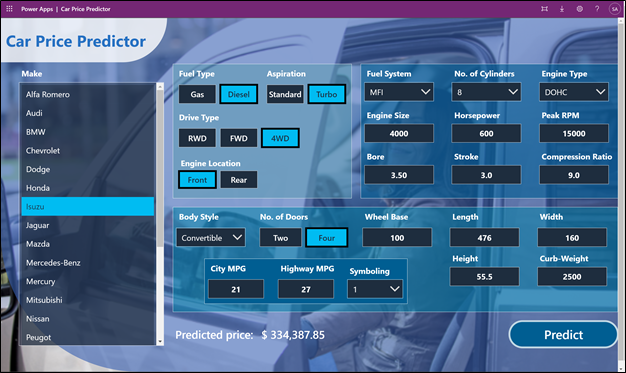 Power Apps | Car Price Predictor
SA
Car Price Predictor
Make
Alfa Romero
Audi
BMW
Chevrolet
Dodge
Honda
Isuzu
Jaguar
Mazda
Mercedes-Benz
Mercury
Mitsubishi
Nissan
Peugot
Fuel Type Aspiration
Gas Diesel Standard Turbo
Drive Type
RWD FWD 4WD
Engine Location
Front Rear
Fuel System No. of Cylinders Engine Type
MFI 8 DOHC
Engine Size Horsepower Peak RPM
4000 600 15000
Bore Stroke Compression Ratio
3.50 3.0 9.0
Body Style No. of Doors Wheel Base Length Width
Convertible Two Four 100 476 160
City MPG Highway MPG Symboling Height Curb-Weight
21 27 1 55.5 2500
Predicted price: $ 334,387.85
Predict